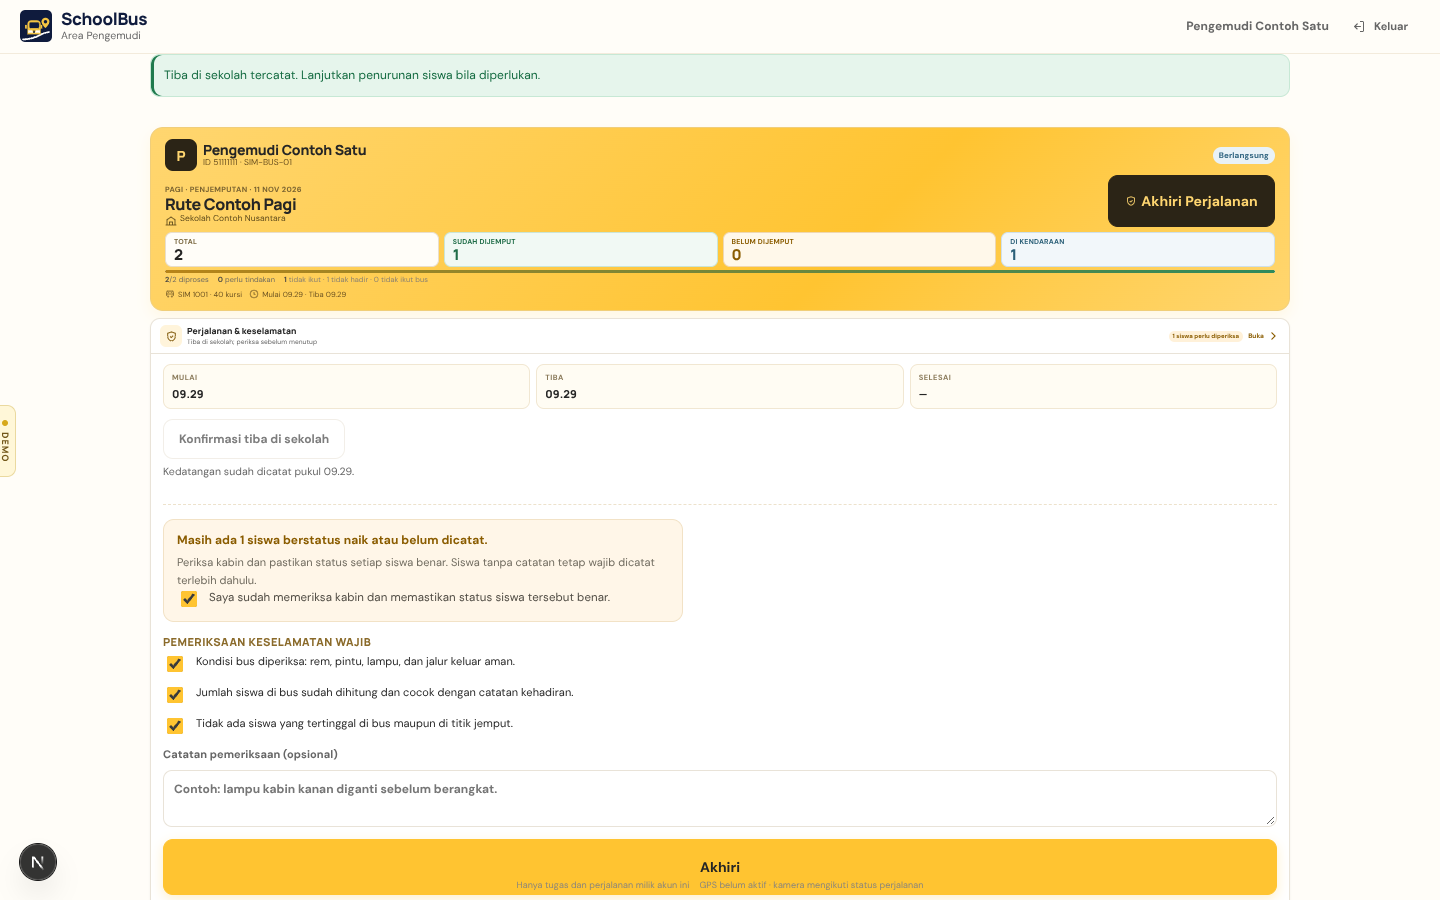 SchoolBus
Area Pengemudi
Pengemudi Contoh Satu
Keluar
Tiba di sekolah tercatat. Lanjutkan penurunan siswa bila diperlukan.
P
Pengemudi Contoh Satu
ID 51111111 · SIM-BUS-01
Berlangsung
PAGI · PENJEMPUTAN · 11 NOV 2026
Rute Contoh Pagi
Sekolah Contoh Nusantara
Akhiri Perjalanan
TOTAL
2
SUDAH DIJEMPUT
1
BELUM DIJEMPUT
0
DI KENDARAAN
1
2/2 diproses 0 perlu tindakan 1 tidak ikut · 1 tidak hadir · 0 tidak ikut bus
SIM 1001 · 40 kursi Mulai 09.29 · Tiba 09.29
Perjalanan & keselamatan
Tiba di sekolah; periksa sebelum menutup
1 siswa perlu diperiksa Buka
MULAI
09.29
TIBA
09.29
SELESAI
—
Konfirmasi tiba di sekolah
Kedatangan sudah dicatat pukul 09.29.
DEMO
Masih ada 1 siswa berstatus naik atau belum dicatat.
Periksa kabin dan pastikan status setiap siswa benar. Siswa tanpa catatan tetap wajib dicatat
terlebih dahulu.
Saya sudah memeriksa kabin dan memastikan status siswa tersebut benar.
PEMERIKSAAN KESELAMATAN WAJIB
Kondisi bus diperiksa: rem, pintu, lampu, dan jalur keluar aman.
Jumlah siswa di bus sudah dihitung dan cocok dengan catatan kehadiran.
Tidak ada siswa yang tertinggal di bus maupun di titik jemput.
Catatan pemeriksaan (opsional)
Contoh: lampu kabin kanan diganti sebelum berangkat.
Akhiri
Hanya tugas dan perjalanan milik akun ini GPS belum aktif · kamera mengikuti status perjalanan
N